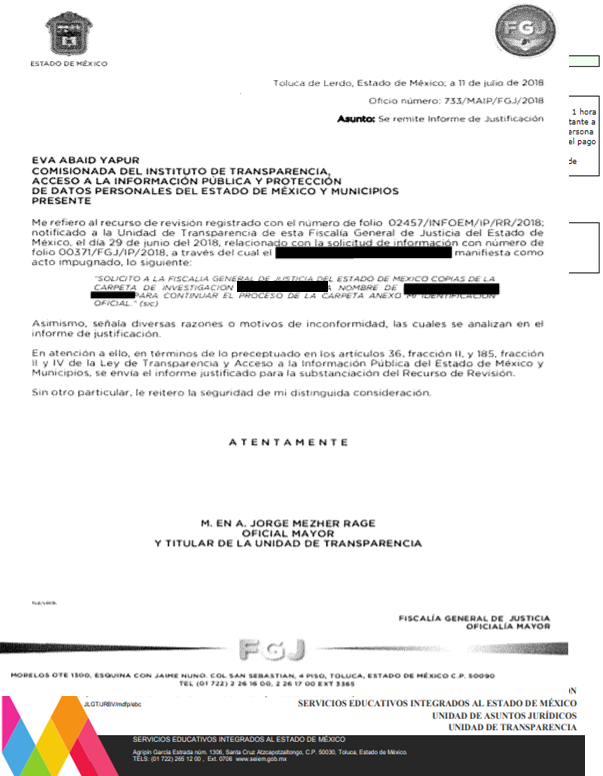 ESTADO DE MÉXICO
FGJ
Toluca de Lerdo, Estado de México; a 11 de julio de 2018
Oficio número: 733/MAIP/FGJ/2018
Asunto: Se remite Informe de Justificación
1 hora
tante a
ersona
el pago
de
EVA ABAID YAPUR
COMISIONADA DEL INSTITUTO DE TRANSPARENCIA,
ACCESO A LA INFORMACIÓN PÚBLICA Y PROTECCIÓN
DE DATOS PERSONALES DEL ESTADO DE MÉXICO Y MUNICIPIOS
PRESENTE
Me refiero al recurso de revisión registrado con el número de folio 02457/INFOEM/IP/RR/2018;
notificado a la Unidad de Transparencia de esta Fiscalía General de Justicia del Estado de
México, el día 29 de junio del 2018, relacionado con la solicitud de información con número de
folio 00371/FGJ/IP/2018, a través del cual el manifiesta como
acto impugnado, lo siguiente:
"SOLICITO A LA FISCALIA GENERAL DE JUSTICIA DEL ESTADO DE MEXICO COPIAS DE LA
CARPETA DE INVESTIGACION A NOMBRE DE
PARA CONTINUAR EL PROCESO DE LA CARPETA ANEXO MI IDENTIFICACION
OFICIAL." (sic)
Asimismo, señala diversas razones o motivos de inconformidad, las cuales se analizan en el
informe de justificación.
En atención a ello, en términos de lo preceptuado en los artículos 36, fracción II, y 185, fracción
II y IV de la Ley de Transparencia y Acceso a la Información Pública del Estado de México y
Municipios, se envía el informe justificado para la substanciación del Recurso de Revisión.
Sin otro particular, le reitero la seguridad de mi distinguida consideración.
A T E N T A M E N T E
M. EN A. JORGE MEZHER RAGE
OFICIAL MAYOR
Y TITULAR DE LA UNIDAD DE TRANSPARENCIA
FISCALÍA GENERAL DE JUSTICIA
OFICIALÍA MAYOR
FGJ
MORELOS OTE 1300, ESQUINA CON JAIME NUNO. COL SAN SEBASTIAN, 4 PISO, TOLUCA, ESTADO DE MÉXICO C.P. 50090
TEL (01 722) 2 26 16 00, 2 26 17 00 EXT 3365
ON
JLGT/JRBV/mdfp/ebc
SERVICIOS EDUCATIVOS INTEGRADOS AL ESTADO DE MÉXICO
UNIDAD DE ASUNTOS JURÍDICOS
UNIDAD DE TRANSPARENCIA
SERVICIOS EDUCATIVOS INTEGRADOS AL ESTADO DE MÉXICO
Agripín García Estrada núm. 1306, Santa Cruz Atzcapotzaltongo, C.P. 50030, Toluca, Estado de México.
TELS: (01 722) 265 12 00 , Ext. 0706 www.seiem.gob.mx